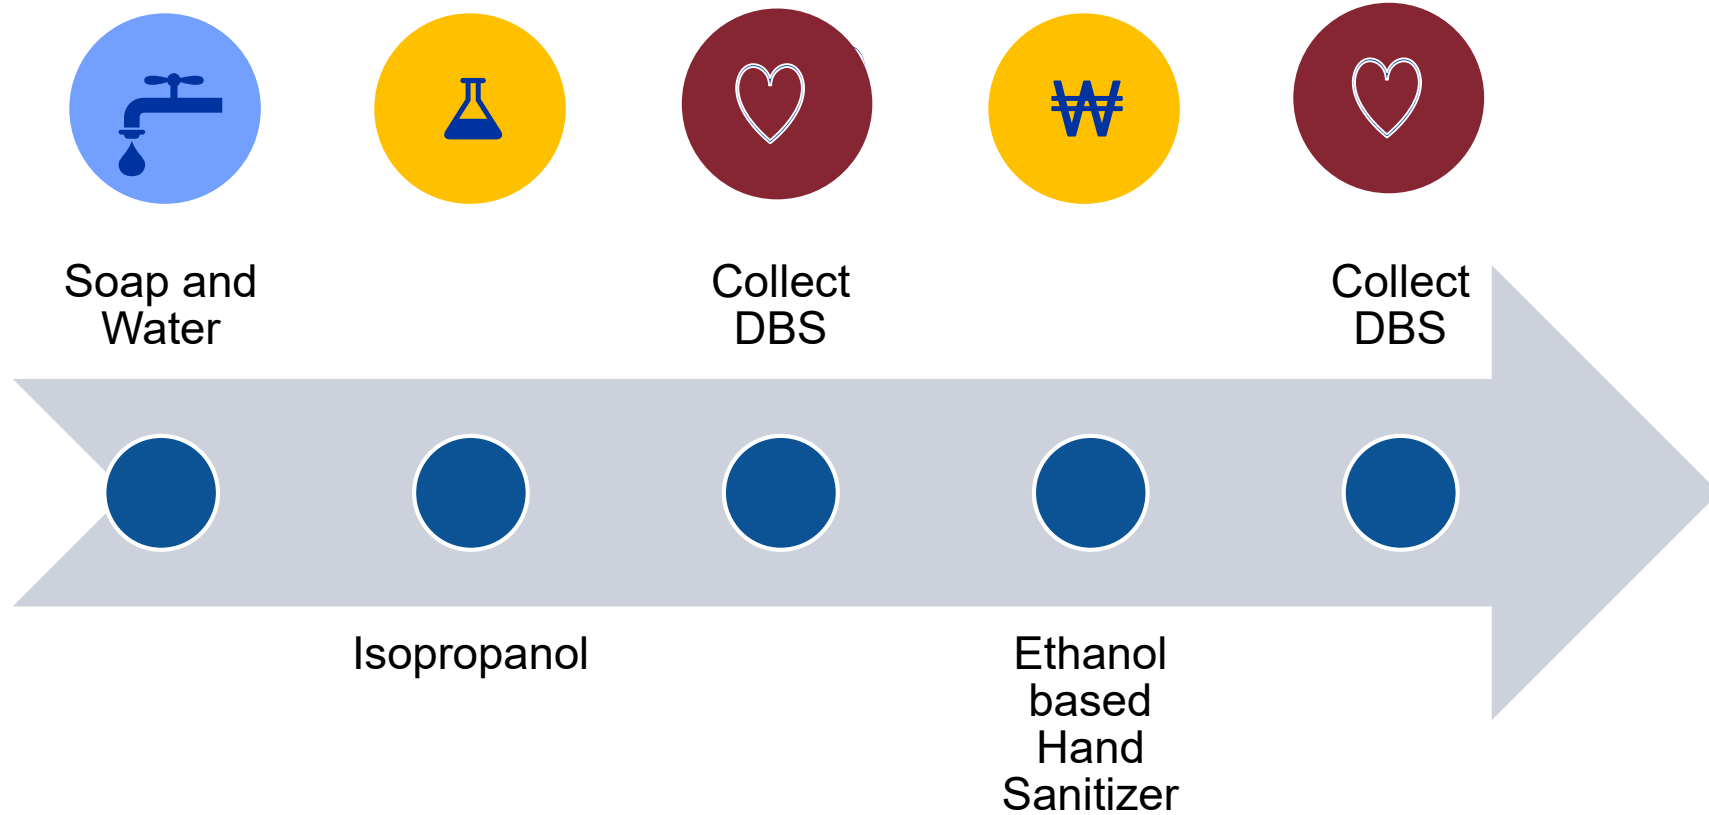 ₩
Soap and
Water
Collect
DBS
Collect
DBS
Isopropanol
Ethanol
based
Hand
Sanitizer